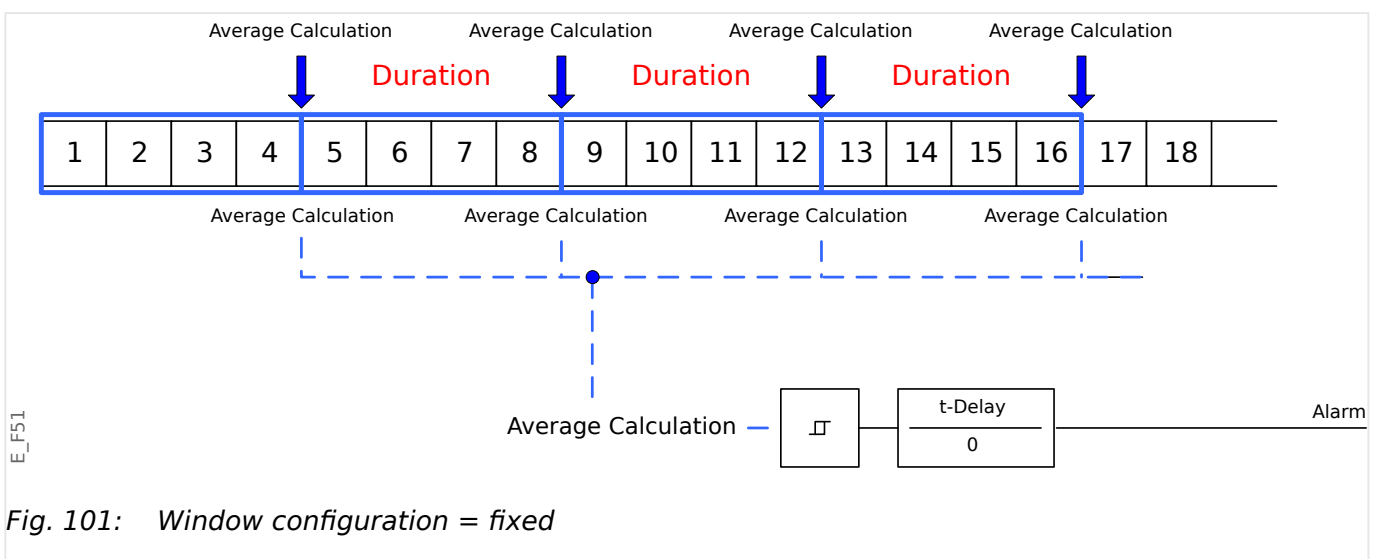 Average Calculation Average Calculation Average Calculation Average Calculation
Duration Duration Duration
1 2 3 4 5 6 7 8 9 10 11 12 13 14 15 16 17 18
Average Calculation Average Calculation Average Calculation Average Calculation
t-Delay
Alarm
Average Calculation
0
E_F51
Fig. 101: Window configuration = fixed